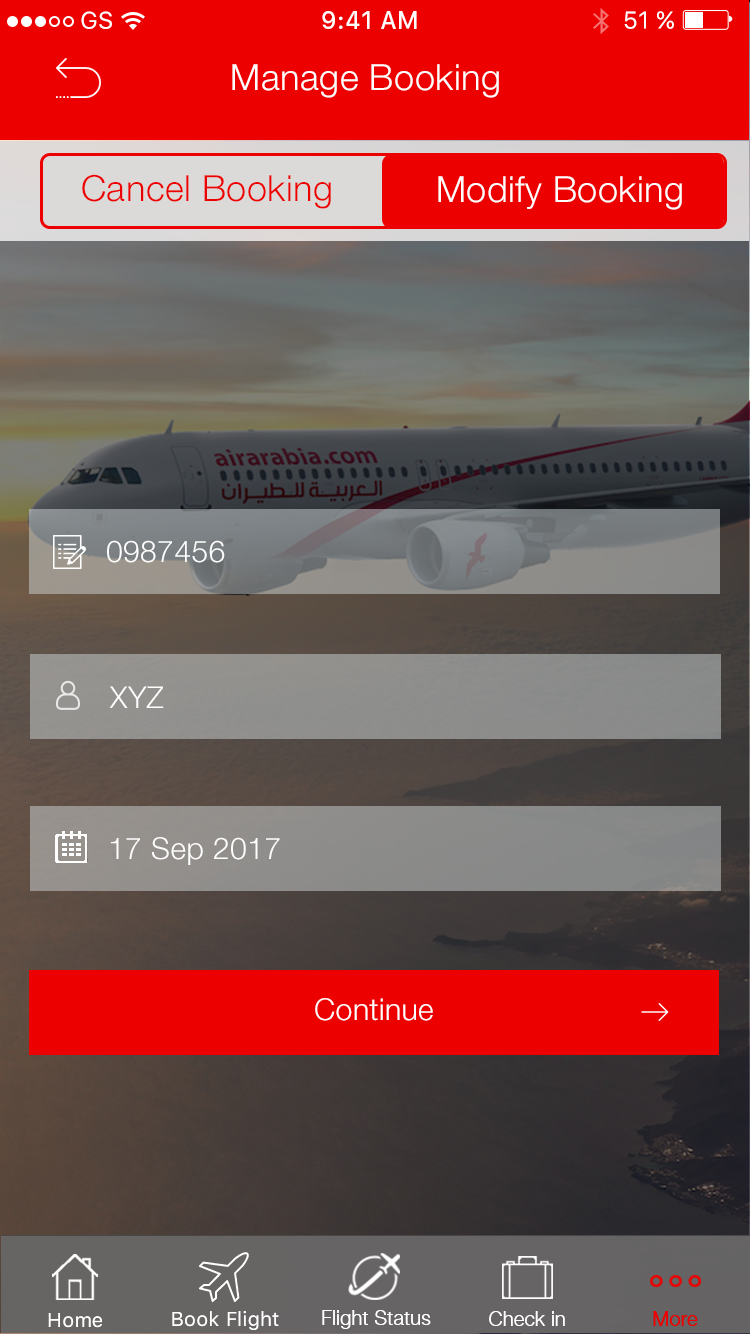 GS 9:41 AM 51 %
Manage Booking
Cancel Booking Modify Booking
airarabia.com
العربية للطيران
0987456
XYZ
17 Sep 2017
Continue
Home Book Flight Flight Status Check in More